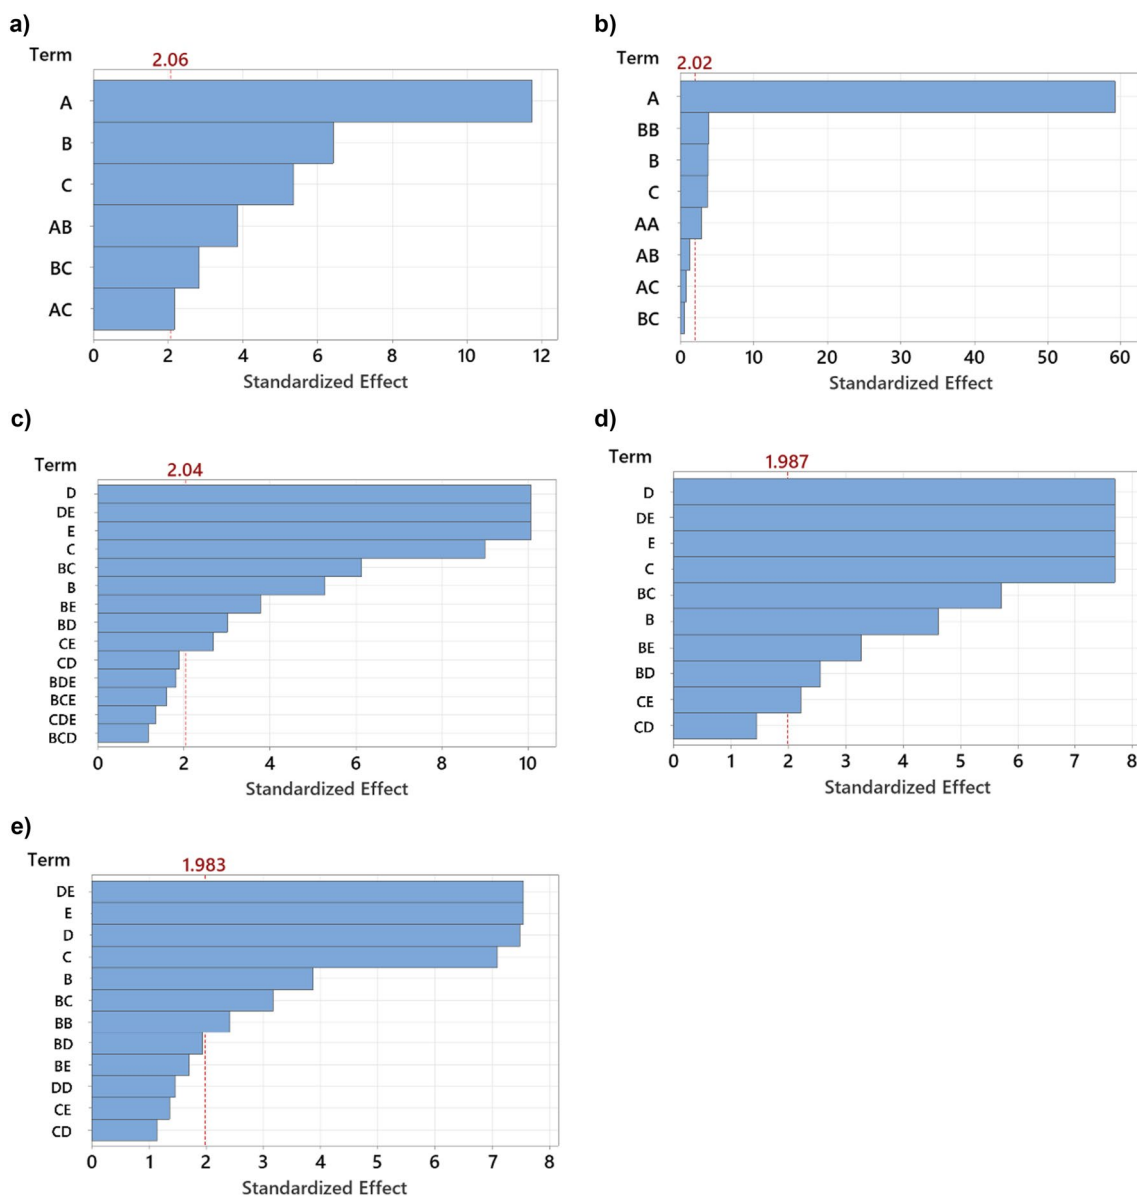 a)
Term
2.06
A
B
C
AB
BC
AC
0 2 4 6 8 10 12
Standardized Effect
b)
Term
2.02
A
BB
B
C
AA
AB
AC
BC
0 10 20 30 40 50 60
Standardized Effect
c)
Term
2.04
D
DE
E
C
BC
B
BE
BD
CE
CD
BDE
BCE
CDE
BCD
0 2 4 6 8 10
Standardized Effect
d)
Term
1.987
D
DE
E
C
BC
B
BE
BD
CE
CD
0 1 2 3 4 5 6 7 8
Standardized Effect
e)
Term
1.983
DE
E
D
C
B
BC
BB
BD
BE
DD
CE
CD
0 1 2 3 4 5 6 7 8
Standardized Effect